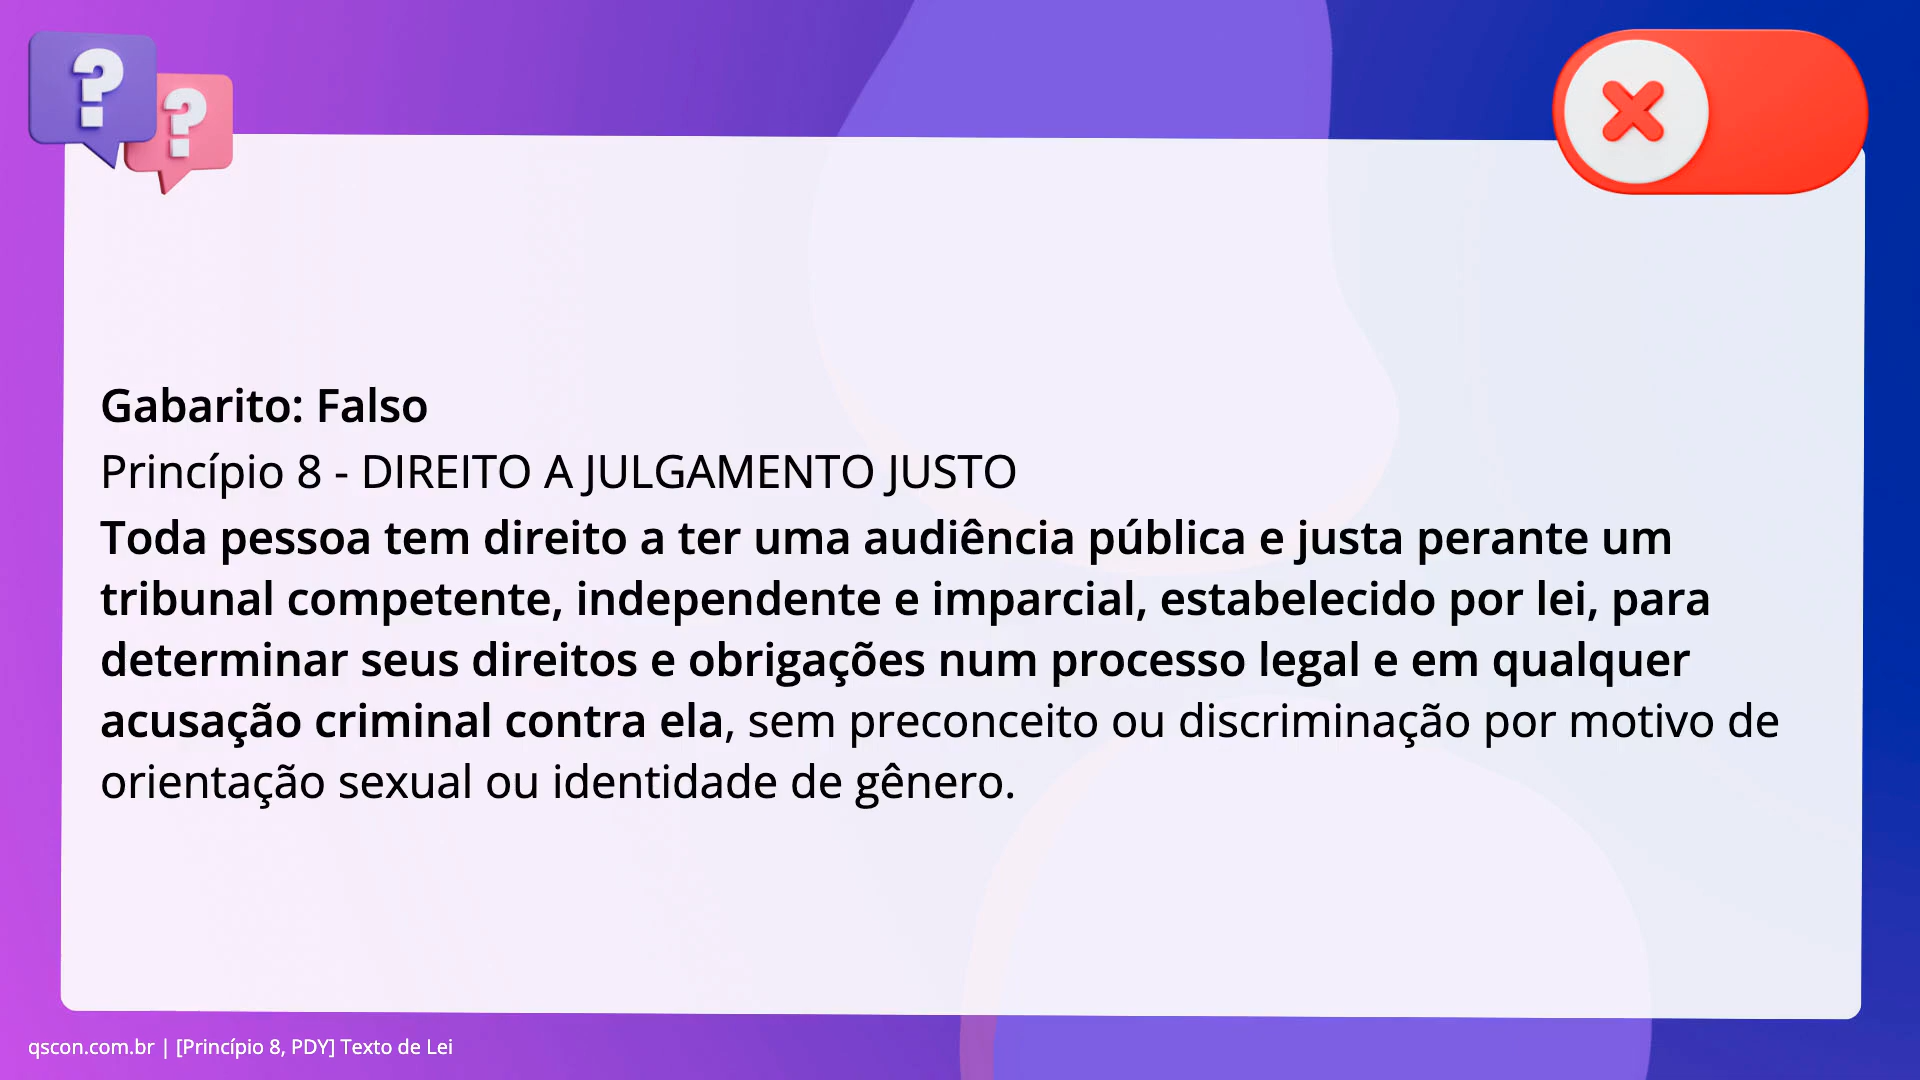 ? ?
Gabarito: Falso
Princípio 8 - DIREITO A JULGAMENTO JUSTO
Toda pessoa tem direito a ter uma audiência pública e justa perante um
tribunal competente, independente e imparcial, estabelecido por lei, para
determinar seus direitos e obrigações num processo legal e em qualquer
acusação criminal contra ela, sem preconceito ou discriminação por motivo de
orientação sexual ou identidade de gênero.
qscon.com.br | [Princípio 8, PDY] Texto de Lei